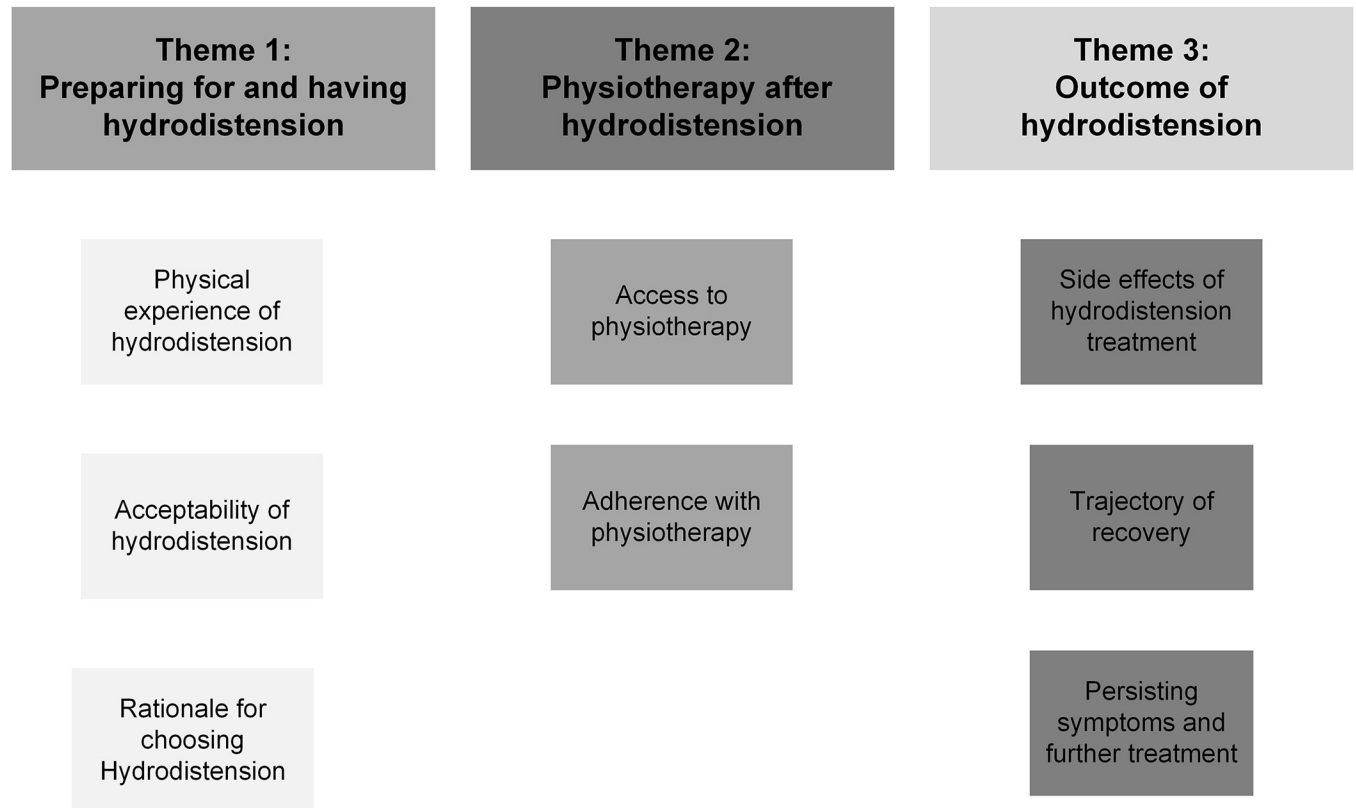 Theme 1:
Preparing for and having
hydrodistension
Physical
experience of
hydrodistension
Acceptability of
hydrodistension
Rationale for
choosing
Hydrodistension
Theme 2:
Physiotherapy after
hydrodistension
Access to
physiotherapy
Adherence with
physiotherapy
Theme 3:
Outcome of
hydrodistension
Side effects of
hydrodistension
treatment
Trajectory of
recovery
Persisting
symptoms and
further treatment